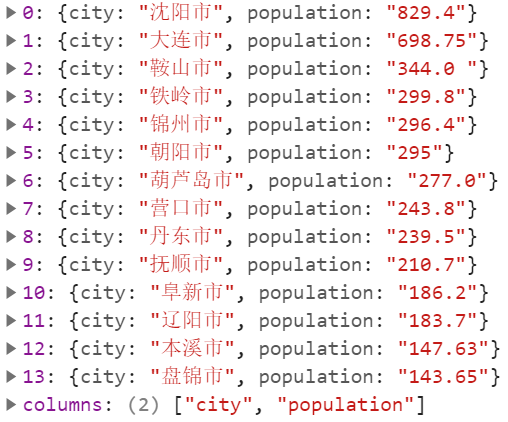 ▶0: {city: "沈阳市", population: "829.4"}
▶1: {city: "大连市", population: "698.75"}
▶2: {city: "鞍山市", population: "344.0 "}
▶3: {city: "铁岭市", population: "299.8"}
▶4: {city: "锦州市", population: "296.4"}
▶5: {city: "朝阳市", population: "295"}
▶6: {city: "葫芦岛市", population: "277.0"}
▶7: {city: "营口市", population: "243.8"}
▶8: {city: "丹东市", population: "239.5"}
▶9: {city: "抚顺市", population: "210.7"}
▶10: {city: "阜新市", population: "186.2"}
▶11: {city: "辽阳市", population: "183.7"}
▶12: {city: "本溪市", population: "147.63"}
▶13: {city: "盘锦市", population: "143.65"}
▶columns: (2) ["city", "population"]